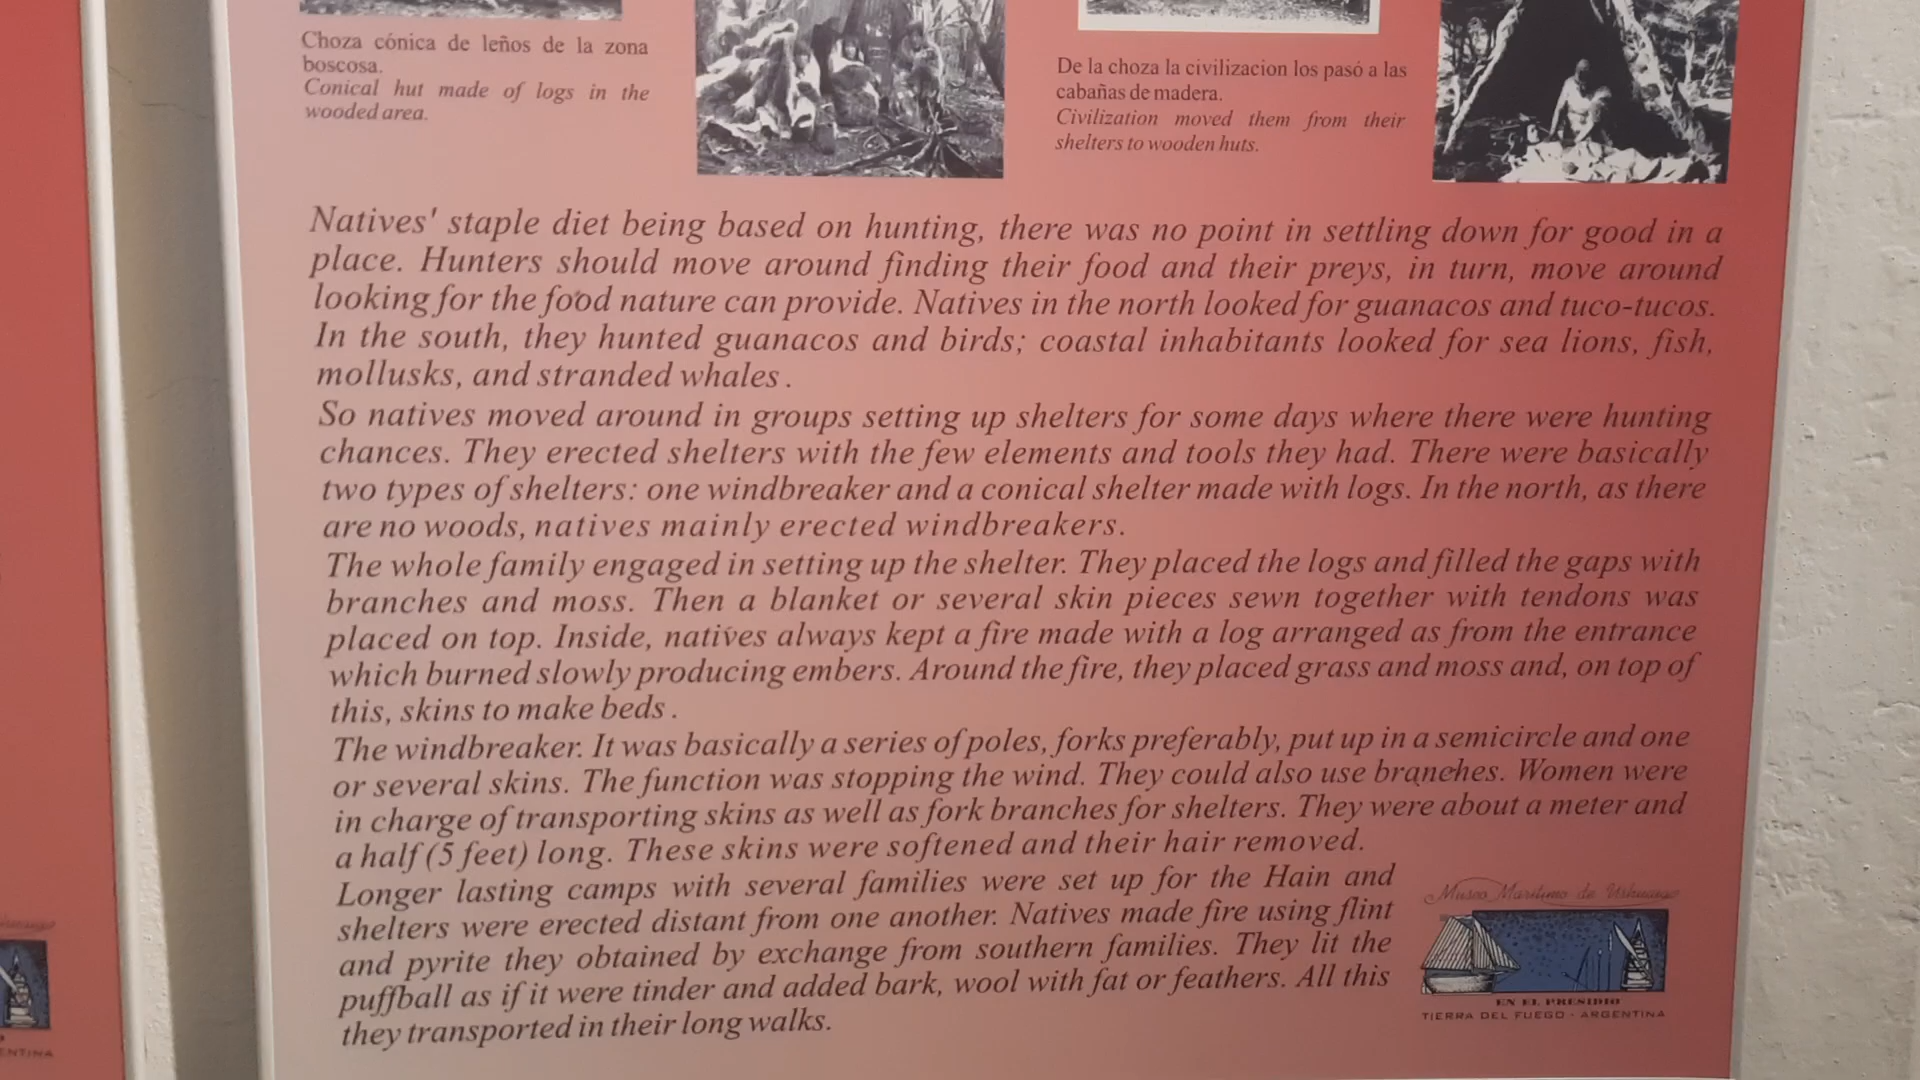 Choza cónica de leños de la zona
boscosa.
Conical hut made of logs in the
wooded area.
De la choza la civilizacion los pasó a las
cabañas de madera.
Civilization moved them from their
shelters to wooden huts.
Natives' staple diet being based on hunting, there was no point in settling down for good in a
place. Hunters should move around finding their food and their preys, in turn, move around
looking for the food nature can provide. Natives in the north looked for guanacos and tuco-tucos.
In the south, they hunted guanacos and birds; coastal inhabitants looked for sea lions, fish,
mollusks, and stranded whales.
So natives moved around in groups setting up shelters for some days where there were hunting
chances. They erected shelters with the few elements and tools they had. There were basically
two types of shelters: one windbreaker and a conical shelter made with logs. In the north, as there
are no woods, natives mainly erected windbreakers.
The whole family engaged in setting up the shelter. They placed the logs and filled the gaps with
branches and moss. Then a blanket or several skin pieces sewn together with tendons was
placed on top. Inside, natives always kept a fire made with a log arranged as from the entrance
which burned slowly producing embers. Around the fire, they placed grass and moss and, on top of
this, skins to make beds.
The windbreaker. It was basically a series of poles, forks preferably, put up in a semicircle and one
or several skins. The function was stopping the wind. They could also use branches. Women were
in charge of transporting skins as well as fork branches for shelters. They were about a meter and
a half (5 feet) long. These skins were softened and their hair removed.
Longer lasting camps with several families were set up for the Hain and
shelters were erected distant from one another. Natives made fire using flint
and pyrite they obtained by exchange from southern families. They lit the
puffball as if it were tinder and added bark, wool with fat or feathers. All this
they transported in their long walks.
Museo Marítimo de Ushuaia
EN EL PRESIDIO
TIERRA DEL FUEGO - ARGENTINA
ENTINA